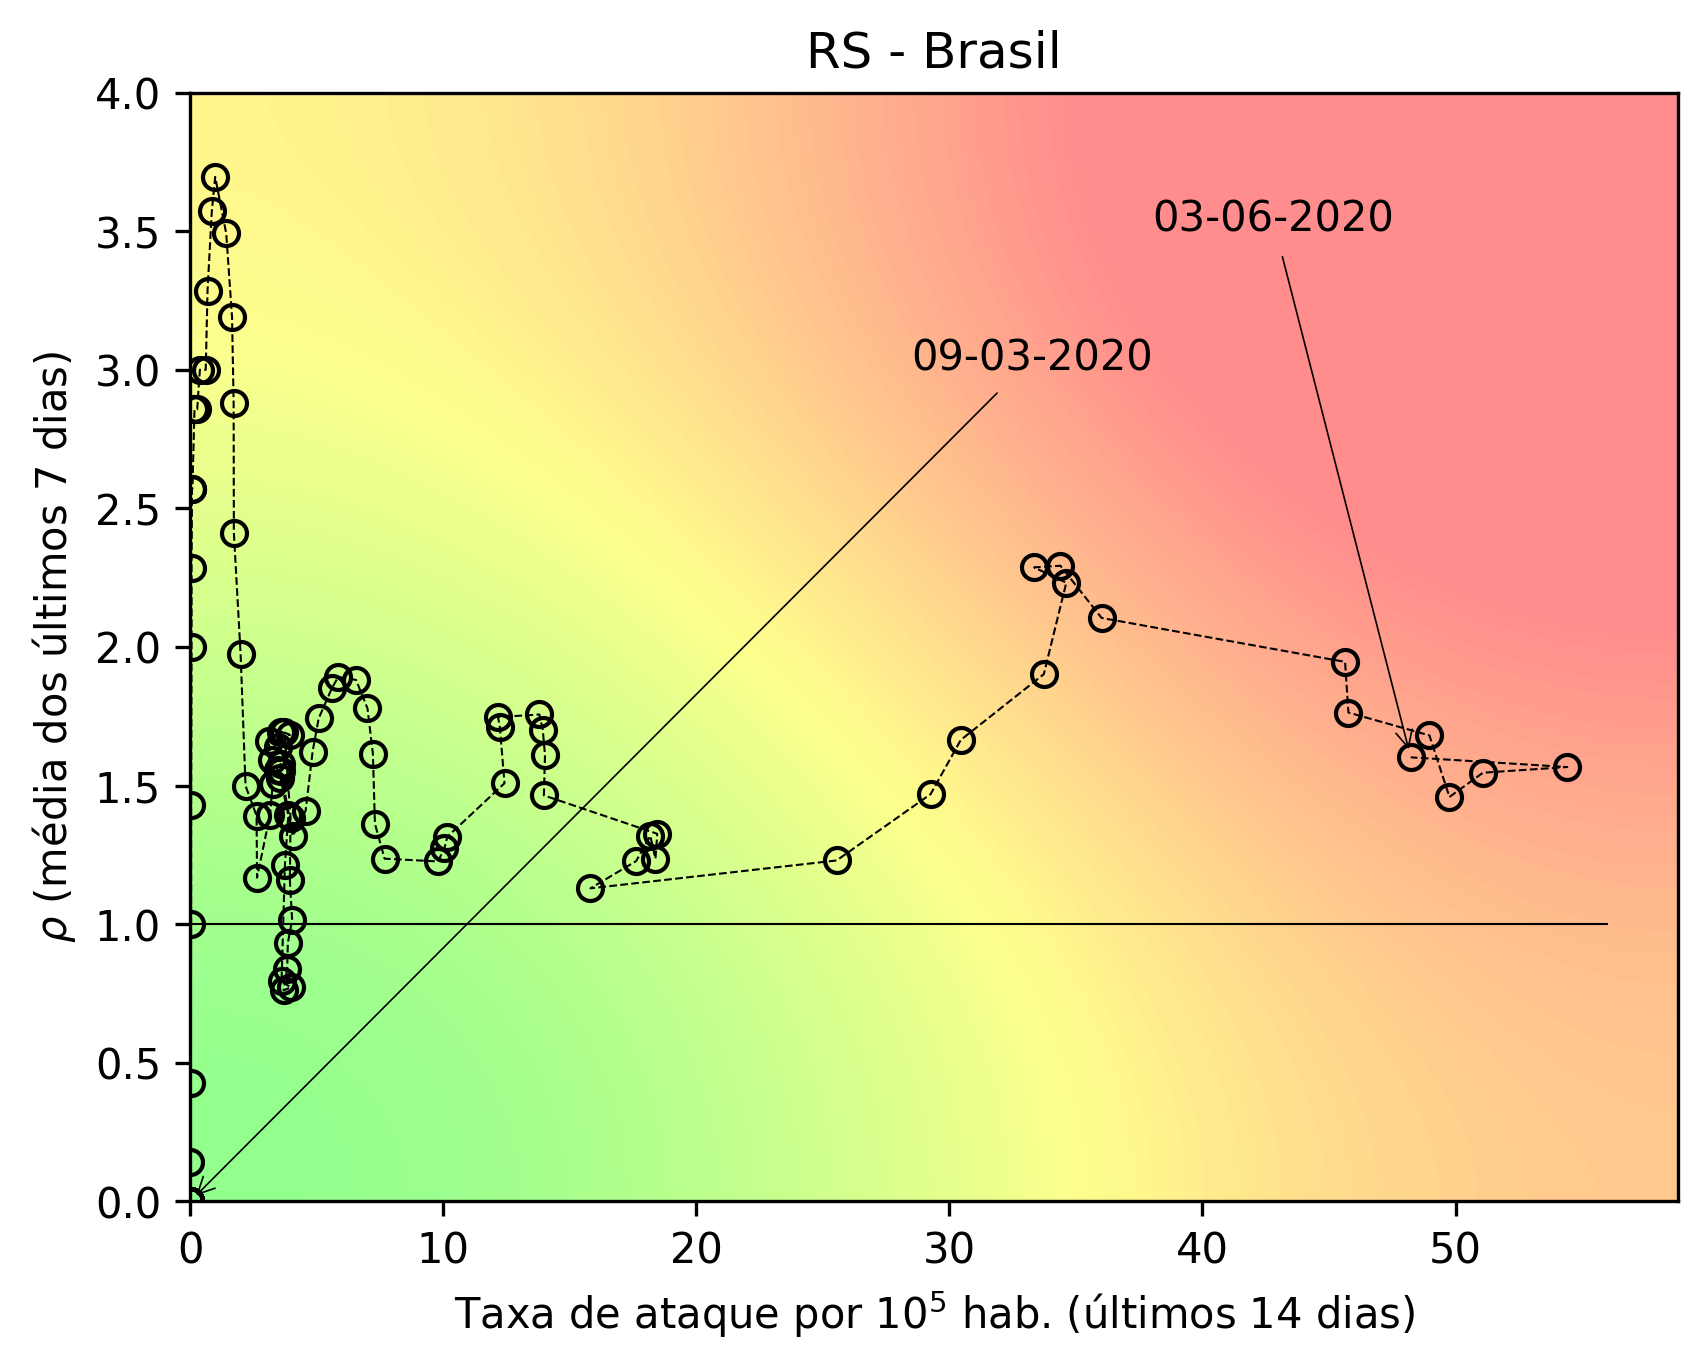 RS - Brasil
4.0
3.5
3.0
2.5
2.0
1.5
1.0
0.5
0.0
ρ (média dos últimos 7 dias)
03-06-2020
09-03-2020
0 10 20 30 40 50
Taxa de ataque por 10⁵ hab. (últimos 14 dias)